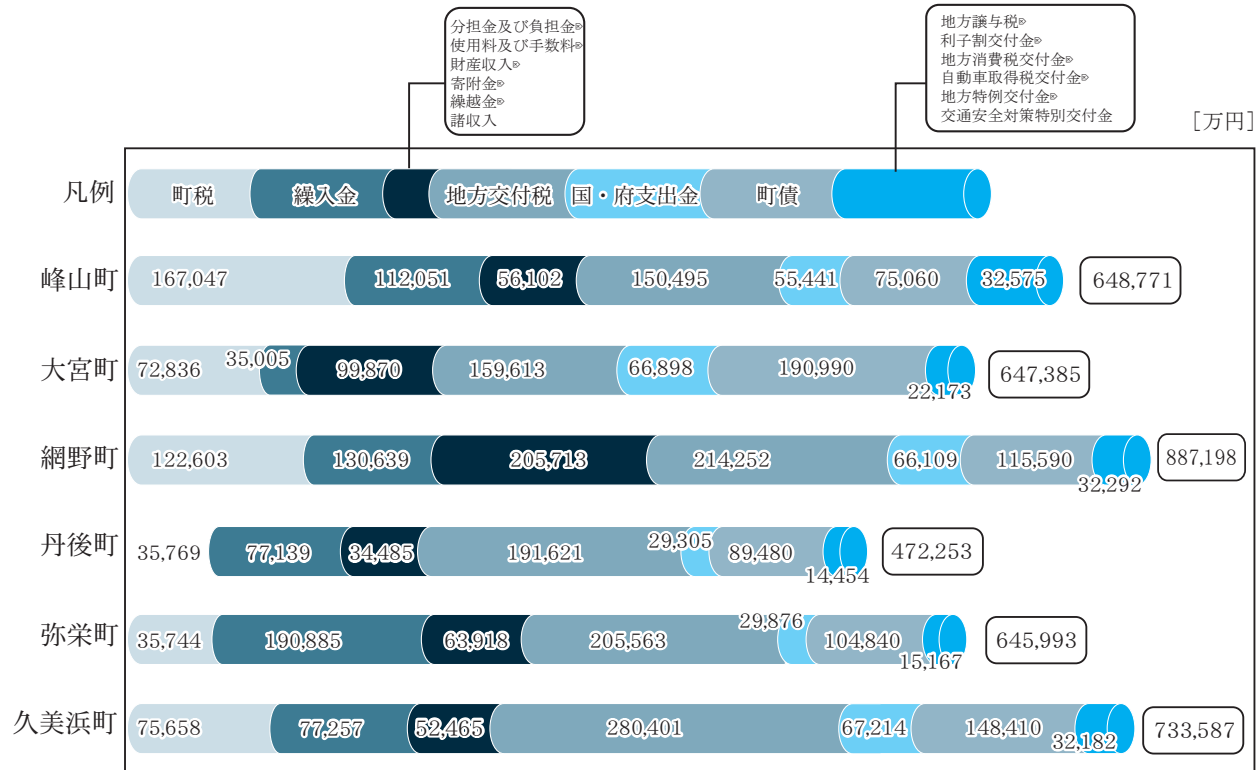 分担金及び負担金
使用料及び手数料
財産収入
寄附金
繰越金
諸収入
地方譲与税
利子割交付金
地方消費税交付金
自動車取得税交付金
地方特例交付金
交通安全対策特別交付金
［万円］
凡例 町税 繰入金 地方交付税 国・府支出金 町債
峰山町 167,047 112,051 56,102 150,495 55,441 75,060 32,575 648,771
大宮町 72,836 35,005 99,870 159,613 66,898 190,990 22,173 647,385
網野町 122,603 130,639 205,713 214,252 66,109 115,590 32,292 887,198
丹後町 35,769 77,139 34,485 191,621 29,305 89,480 14,454 472,253
弥栄町 35,744 190,885 63,918 205,563 29,876 104,840 15,167 645,993
久美浜町 75,658 77,257 52,465 280,401 67,214 148,410 32,182 733,587